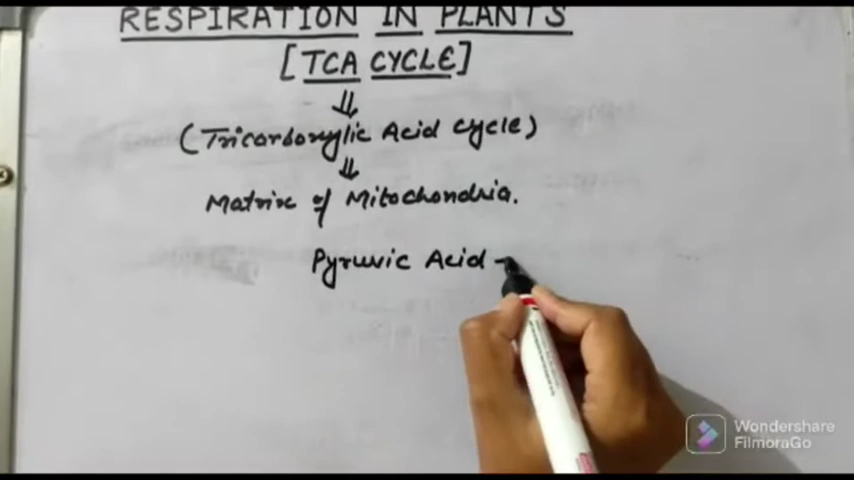 RESPIRATION IN PLANTS
[TCA CYCLE]
⇓
(Tricarboxylic Acid Cycle)
⇓
Matrix of Mitochondria.
Pyruvic Acid -
Wondershare
FilmoraGo